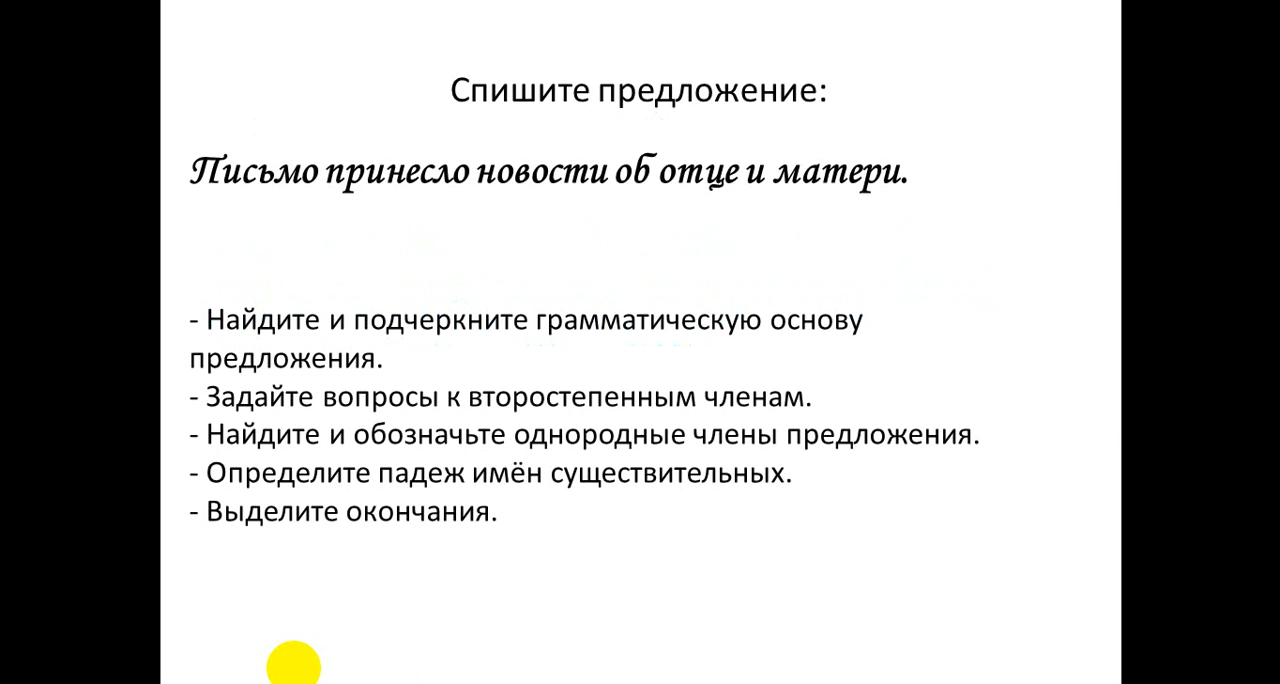 Спишите предложение:
Письмо принесло новости об отце и матери.
- Найдите и подчеркните грамматическую основу
предложения.
- Задайте вопросы к второстепенным членам.
- Найдите и обозначьте однородные члены предложения.
- Определите падеж имён существительных.
- Выделите окончания.